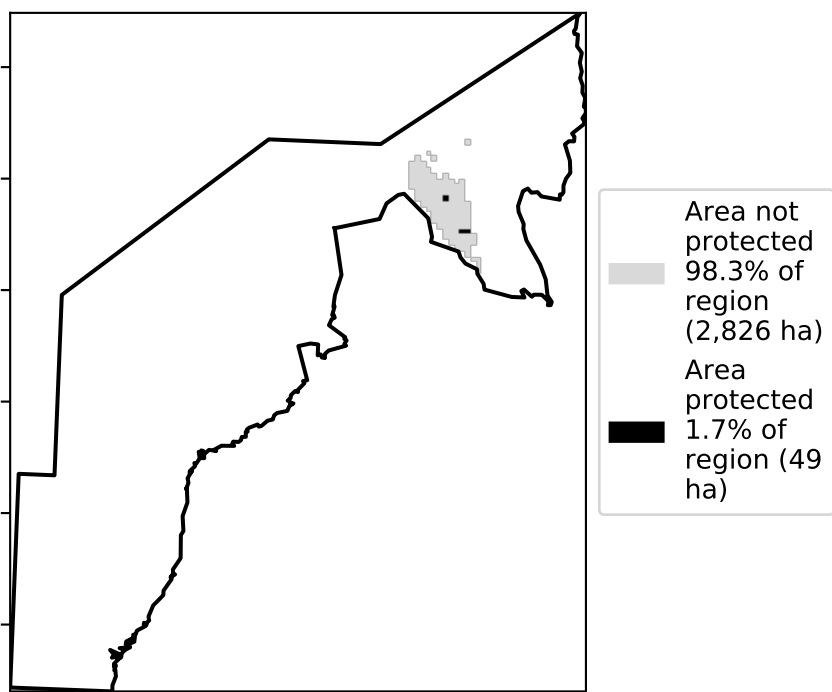 Area not
protected
98.3% of
region
(2,826 ha)
Area
protected
1.7% of
region (49
ha)